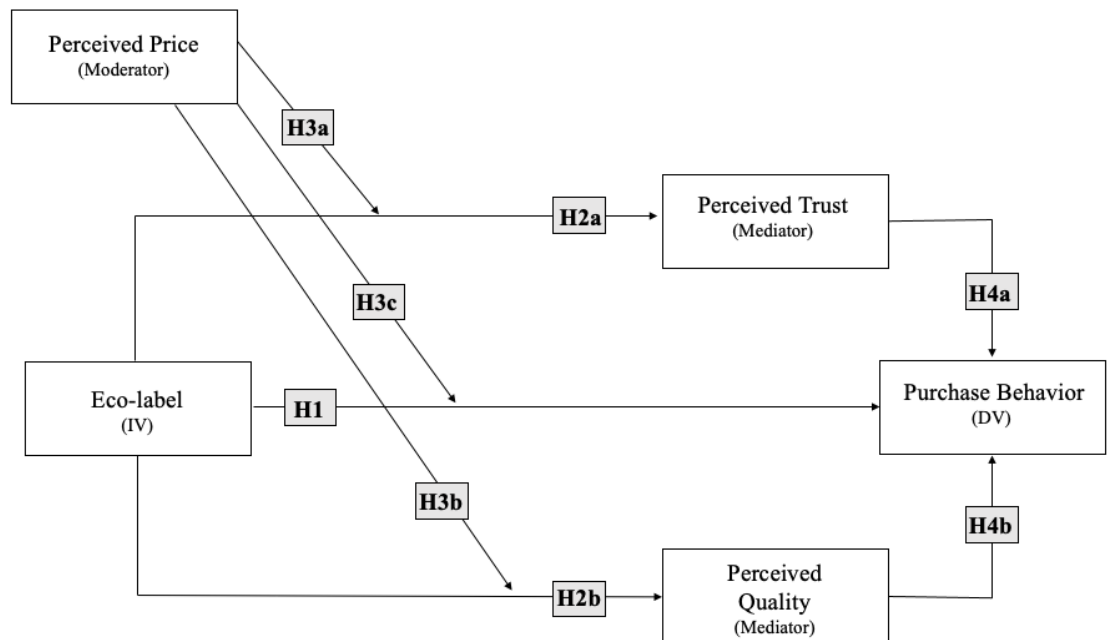 Perceived Price
(Moderator)
H3a
Perceived Trust
(Mediator)
H2a
H3c
H4a
Eco-label
(IV)
H1
Purchase Behavior
(DV)
H3b
H4b
H2b
Perceived
Quality
(Mediator)